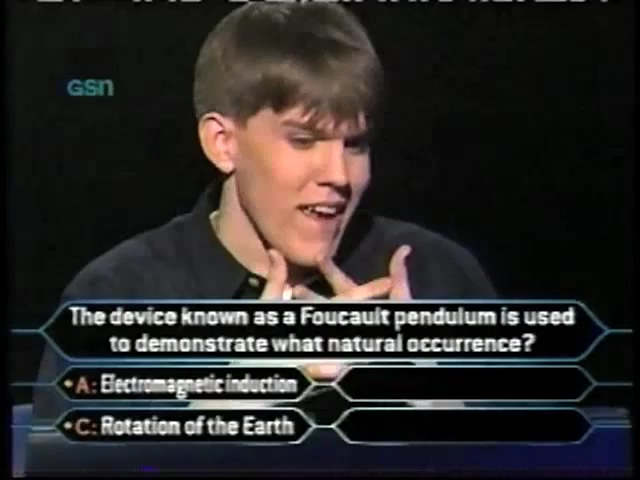 GSN
The device known as a Foucault pendulum is used
to demonstrate what natural occurrence?
A: Electromagnetic induction
C: Rotation of the Earth